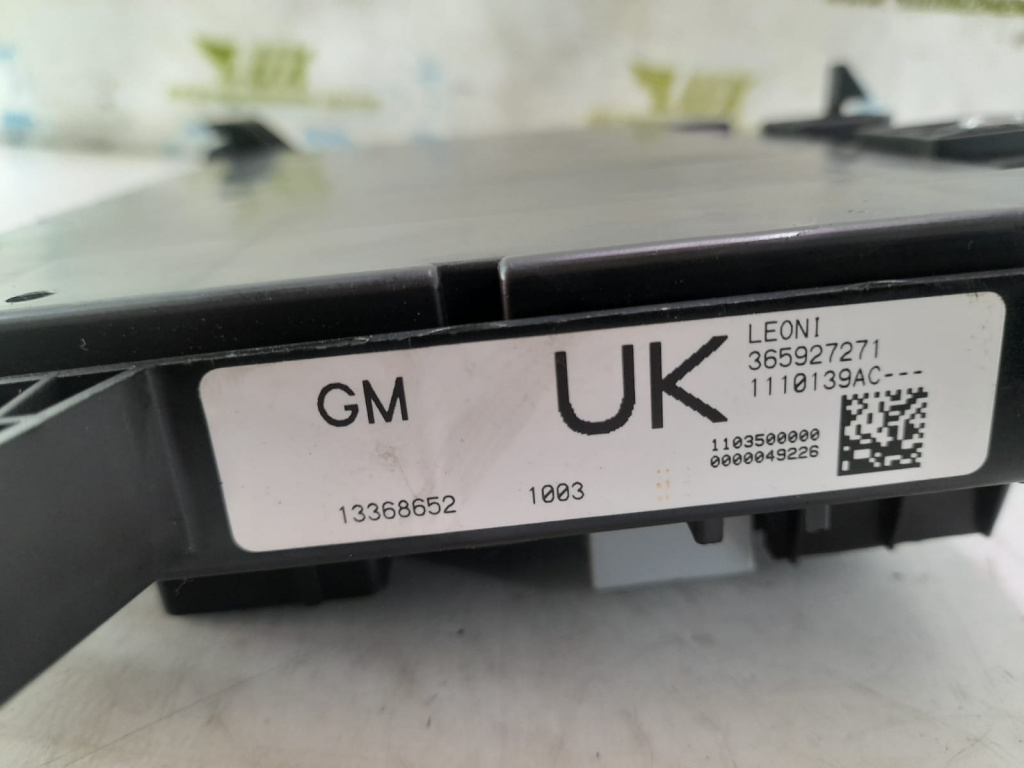 GM
UK
LEONI
365927271
1110139AC---
1103500000
0000049226
13368652
1003